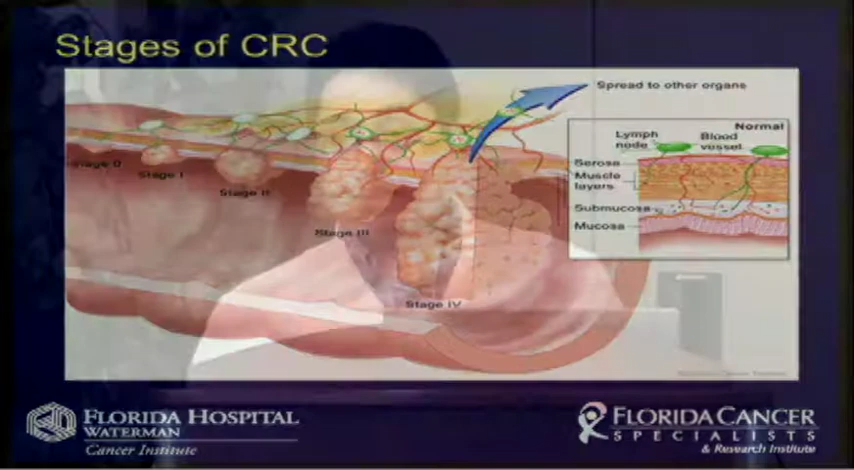 Stages of CRC
Spread to other organs
Normal
Lymph
node
Blood
vessel
Serosa
Muscle
layers
Submucosa
Mucosa
Stage 0
Stage I
Stage II
Stage III
Stage IV
FLORIDA HOSPITAL
WATERMAN
Cancer Institute
FLORIDA CANCER
SPECIALISTS
& Research Institute